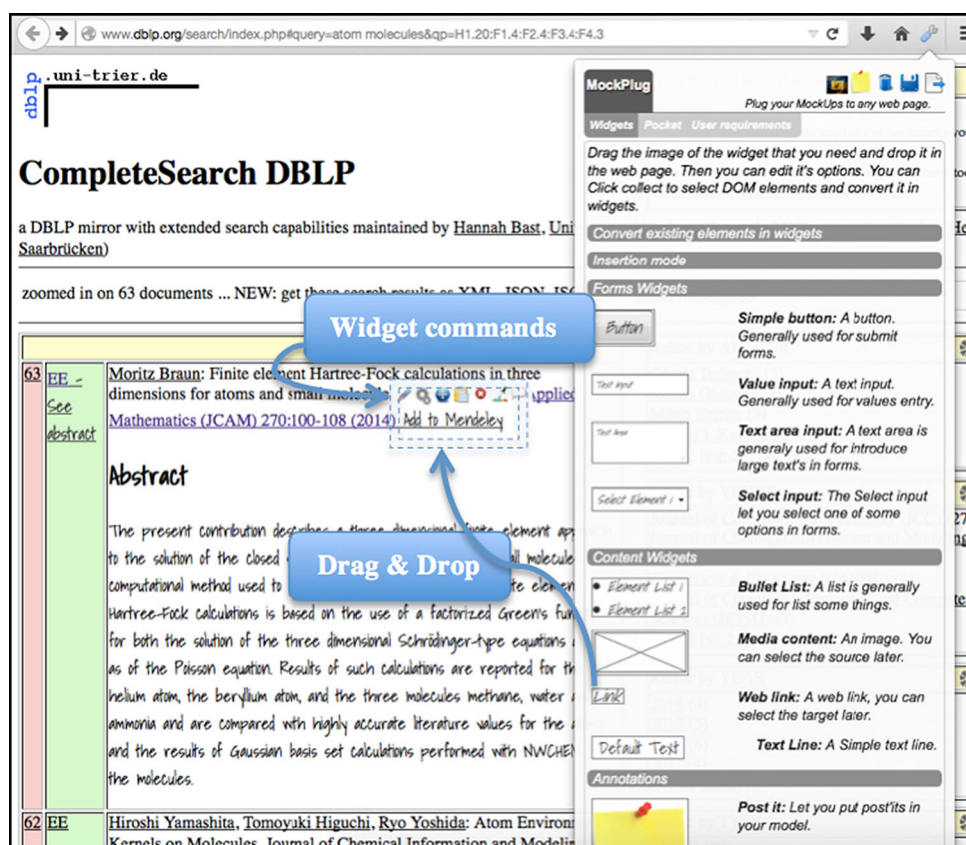 www.dblp.org/search/index.php#query=atom molecules&qp=H1.20:F1.4:F2.4:F3.4:F4.3
dblp
.uni-trier.de
CompleteSearch DBLP
a DBLP mirror with extended search capabilities maintained by Hannah Bast, Uni
Saarbrücken)
zoomed in on 63 documents ... NEW: get these search results as XML, JSON, JSO
Widget commands
63
EE -
See
abstract
Moritz Braun: Finite element Hartree-Fock calculations in three
dimensions for atoms and small Applied
Mathematics (JCAM) 270:100-108 (2014)
Add to Mendeley
Abstract
The present contribution describes a three dimensional finite element
to the solution of the closed
computational method used to
Hartree-Fock calculations is based on the use of a factorized Green's
for both the solution of the three dimensional Schrödinger-type equations
as of the Poisson equation. Results of such calculations are reported for
helium atom, the beryllium atom, and the three molecules methane, water
ammonia and are compared with highly accurate literature values for the
and the results of Gaussian basis set calculations performed with NWCHE
the molecules.
Drag & Drop
62
EE
Hiroshi Yamashita, Tomoyuki Higuchi, Ryo Yoshida: Atom Environ
Kernels on Molecules. Journal of Chemical Information and Modelin
MockPlug
Plug your MockUps to any web page.
Widgets Pocket User requirements
Drag the image of the widget that you need and drop it in
the web page. Then you can edit it's options. You can
Click collect to select DOM elements and convert it in
widgets.
Convert existing elements in widgets
Insertion mode
Forms Widgets
Button
Simple button: A button.
Generally used for submit
forms.
Text input
Value input: A text input.
Generally used for values entry.
Text Area
Text area input: A text area is
generaly used for introduce
large text's in forms.
Select Element 1
Select input: The Select input
let you select one of some
options in forms.
Content Widgets
Element List 1
Element List 2
Bullet List: A list is generally
used for list some things.
Media content: An image. You
can select the source later.
Link
Web link: A web link, you can
select the target later.
Default Text
Text Line: A Simple text line.
Annotations
Post it: Let you put post'its in
your model.